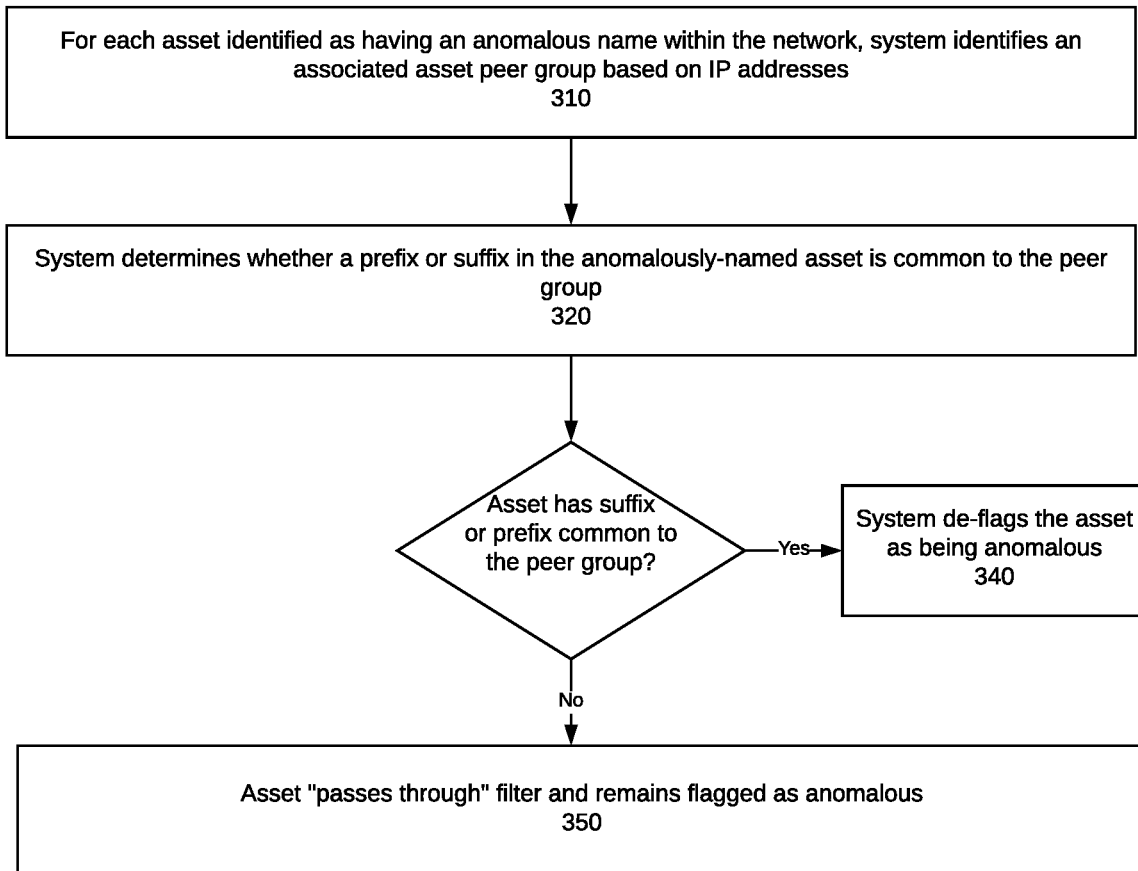 For each asset identified as having an anomalous name within the network, system identifies an
associated asset peer group based on IP addresses
310
System determines whether a prefix or suffix in the anomalously-named asset is common to the peer
group
320
Asset has suffix
or prefix common to
the peer group?
Yes
System de-flags the asset
as being anomalous
340
No
Asset "passes through" filter and remains flagged as anomalous
350